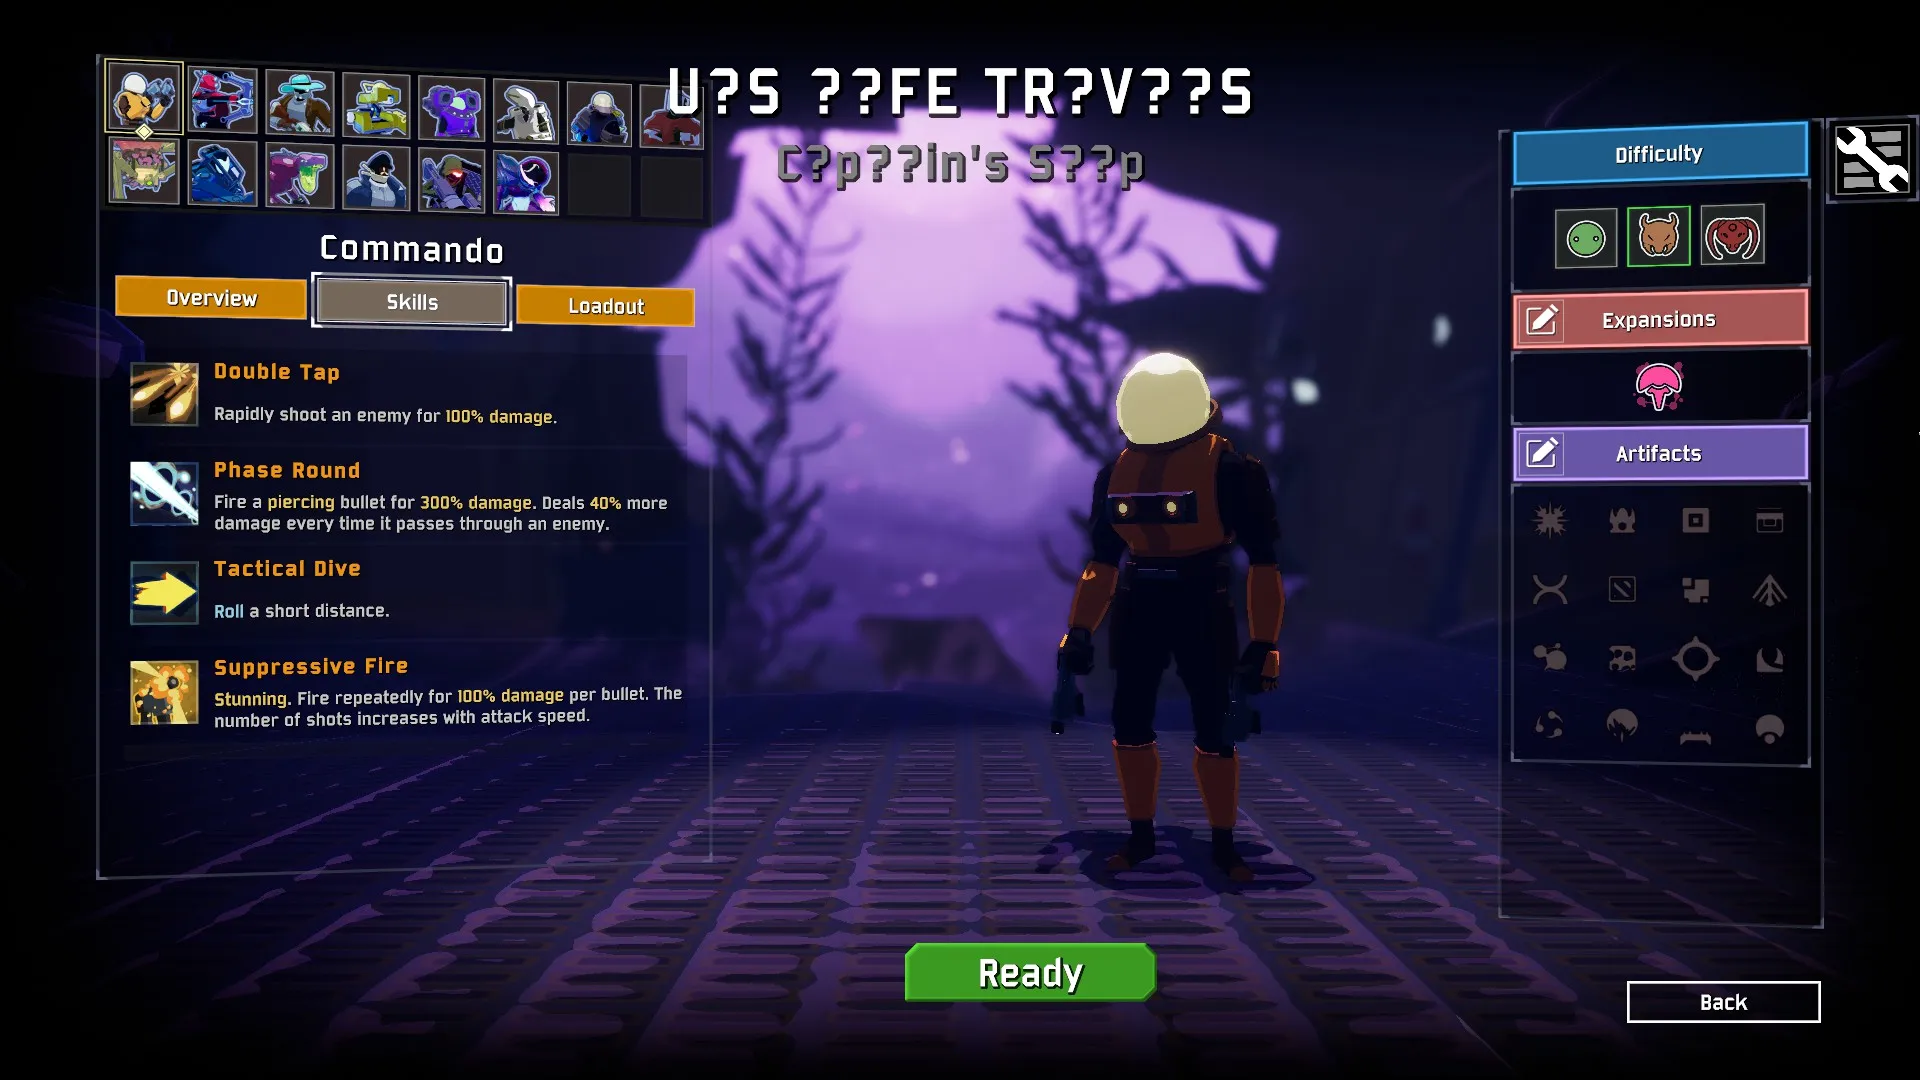 U?S ??FE TR?V??S
C?p??in's S??p
Commando
Overview
Skills
Loadout
Double Tap
Rapidly shoot an enemy for 100% damage.
Phase Round
Fire a piercing bullet for 300% damage. Deals 40% more
damage every time it passes through an enemy.
Tactical Dive
Roll a short distance.
Suppressive Fire
Stunning. Fire repeatedly for 100% damage per bullet. The
number of shots increases with attack speed.
Difficulty
Expansions
Artifacts
Ready
Back